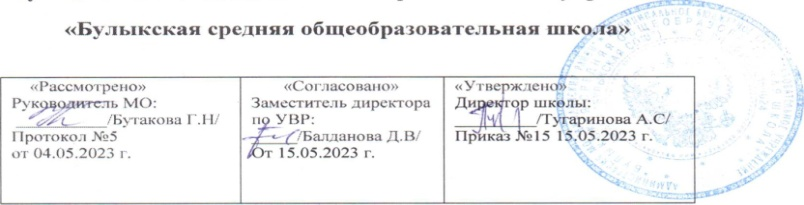 «Булыкская средняя общеобразовательная школа»
«Рассмотрено»
Руководитель МО:
/Бутакова Г.Н/
Протокол №5
от 04.05.2023 г.
«Согласовано»
Заместитель директора
по УВР:
/Балданова Д.В/
От 15.05.2023 г.
«Утверждено»
Директор школы:
/Тугаринова А.С/
Приказ №15 15.05.2023 г.